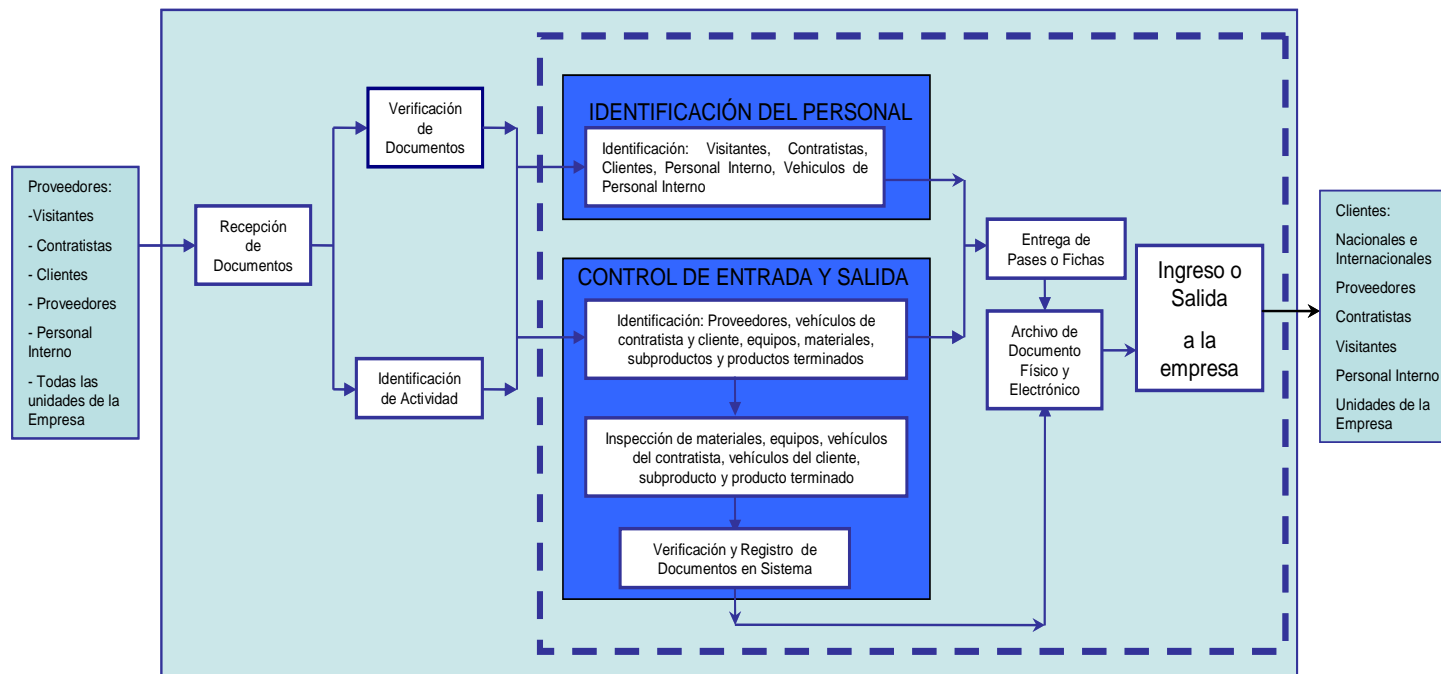 Proveedores:
-Visitantes
- Contratistas
- Clientes
- Proveedores
- Personal
Interno
- Todas las
unidades de la
Empresa
Recepción
de
Documentos
Verificación
de
Documentos
Identificación
de Actividad
IDENTIFICACIÓN DEL PERSONAL
Identificación: Visitantes, Contratistas,
Clientes, Personal Interno, Vehiculos de
Personal Interno
CONTROL DE ENTRADA Y SALIDA
Identificación: Proveedores, vehículos de
contratista y cliente, equipos, materiales,
subproductos y productos terminados
Inspección de materiales, equipos, vehículos
del contratista, vehículos del cliente,
subproducto y producto terminado
Verificación y Registro de
Documentos en Sistema
Entrega de
Pases o Fichas
Archivo de
Documento
Físico y
Electrónico
Ingreso o
Salida
a la
empresa
Clientes:
Nacionales e
Internacionales
Proveedores
Contratistas
Visitantes
Personal Interno
Unidades de la
Empresa